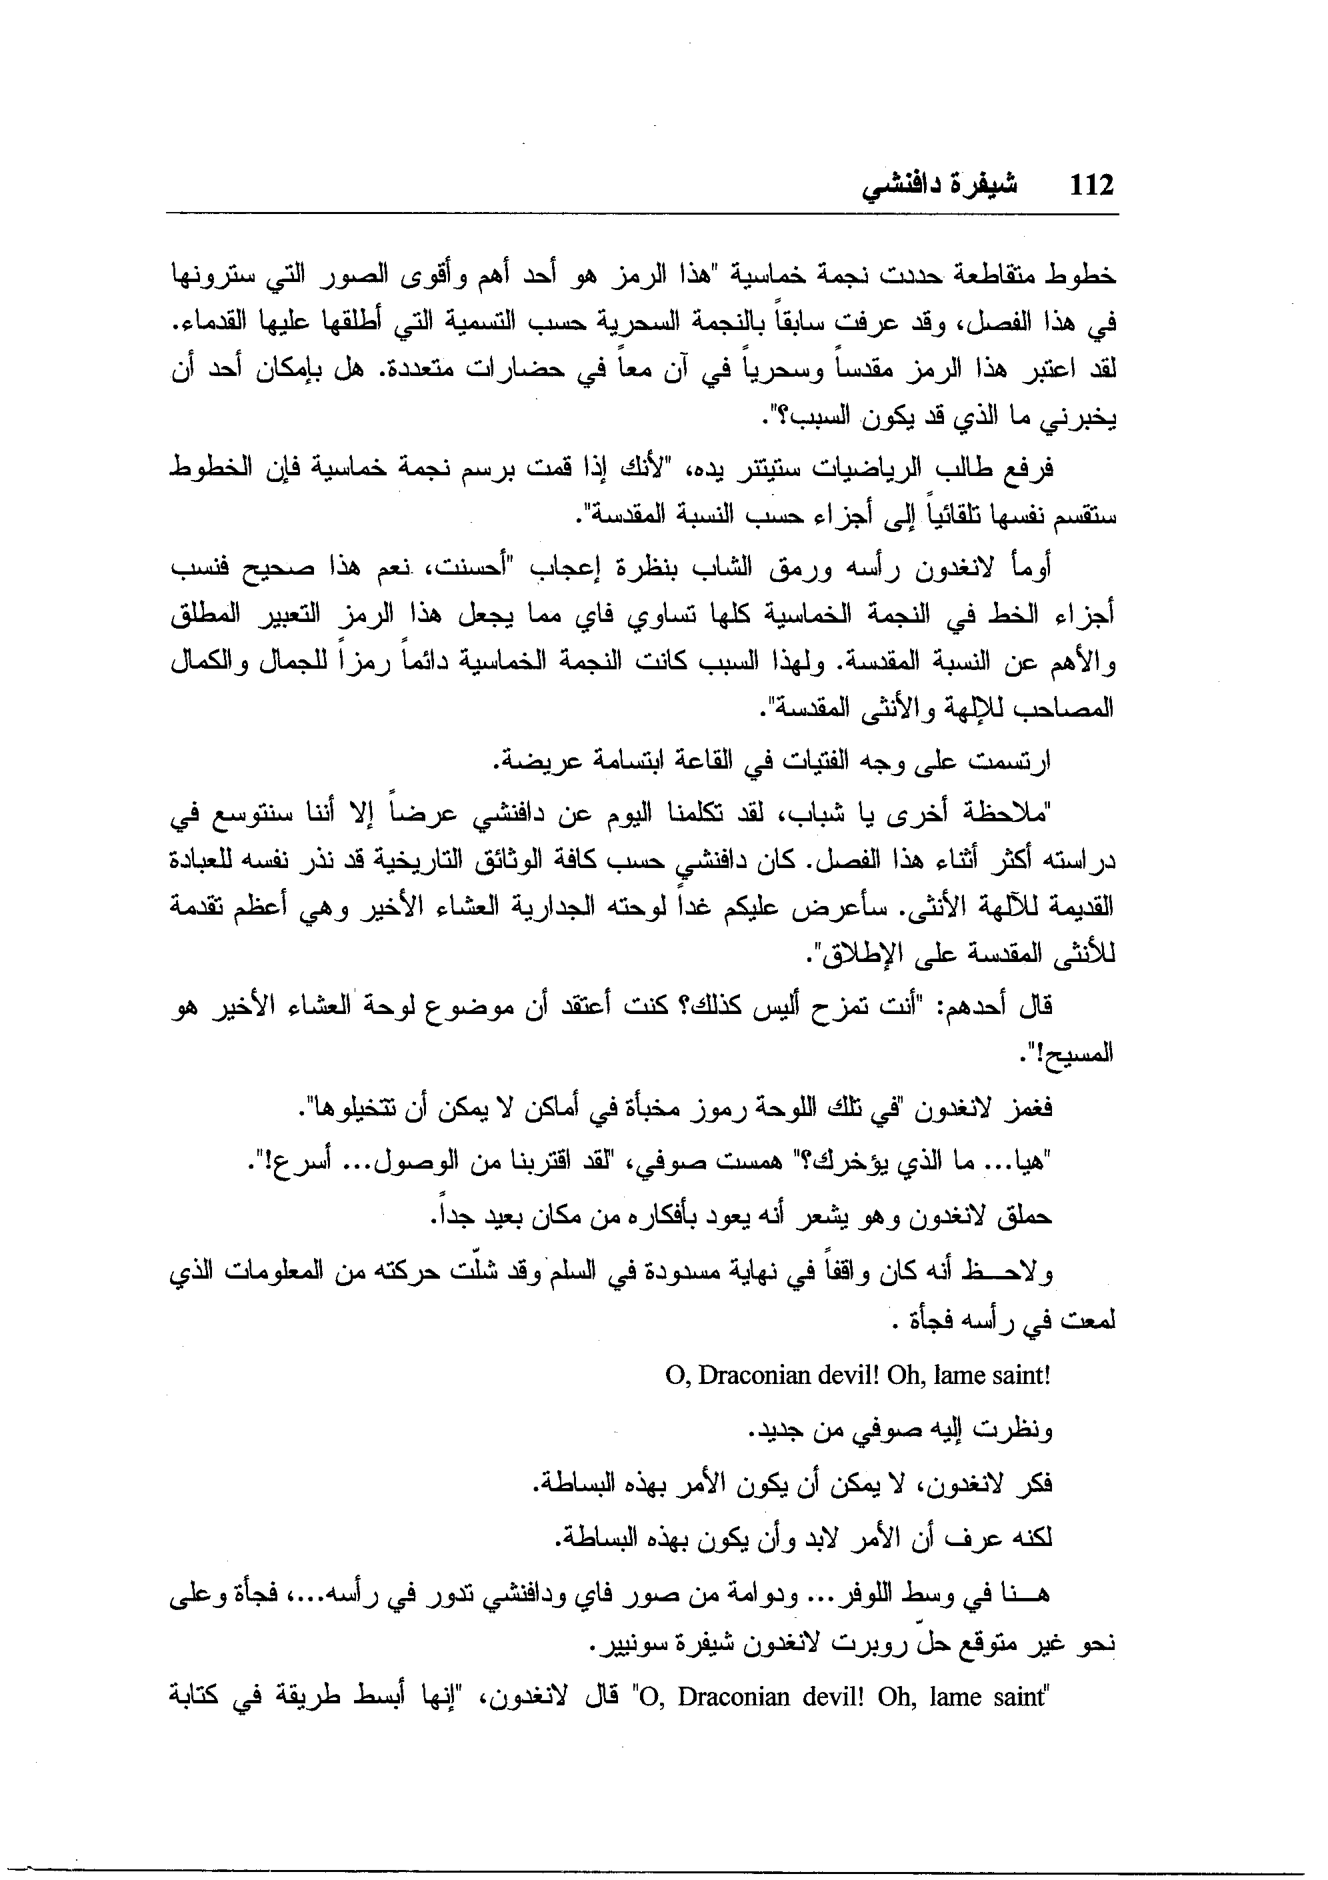 112 شيفرة دافنشي
خطوط متقاطعة حددت نجمة خماسية "هذا الرمز هو أحد أهم وأقوى الصور التي سترونها
في هذا الفصل، وقد عرفت سابقاً بالنجمة السحرية حسب التسمية التي أطلقها عليها القدماء.
لقد اعتبر هذا الرمز مقدساً وسحرياً في آن معاً في حضارات متعددة. هل بإمكان أحد أن
يخبرني ما الذي قد يكون السبب؟".
فرفع طالب الرياضيات ستيتنر يده، "لأنك إذا قمت برسم نجمة خماسية فإن الخطوط
ستقسم نفسها تلقائياً إلى أجزاء حسب النسبة المقدسة".
أومأ لانغدون رأسه ورمق الشاب بنظرة إعجاب "أحسنت، نعم هذا صحيح فنسب
أجزاء الخط في النجمة الخماسية كلها تساوي فاي مما يجعل هذا الرمز التعبير المطلق
والأهم عن النسبة المقدسة. ولهذا السبب كانت النجمة الخماسية دائماً رمزاً للجمال والكمال
المصاحب للإلهة والأنثى المقدسة".
ارتسمت على وجه الفتيات في القاعة ابتسامة عريضة.
"ملاحظة أخرى يا شباب، لقد تكلمنا اليوم عن دافنشي عرضاً إلا أننا سنتوسع في
دراسته أكثر أثناء هذا الفصل. كان دافنشي حسب كافة الوثائق التاريخية قد نذر نفسه للعبادة
القديمة للآلهة الأنثى. سأعرض عليكم غداً لوحته الجدارية العشاء الأخير وهي أعظم تقدمة
للأنثى المقدسة على الإطلاق".
قال أحدهم: "أنت تمزح أليس كذلك؟ كنت أعتقد أن موضوع لوحة العشاء الأخير هو
المسيح!".
فغمز لانغدون "في تلك اللوحة رموز مخبأة في أماكن لا يمكن أن تتخيلوها".
"هيا... ما الذي يؤخرك؟" همست صوفي، "لقد اقتربنا من الوصول... أسرع!".
حملق لانغدون وهو يشعر أنه يعود بأفكاره من مكان بعيد جداً.
ولاحـــظ أنه كان واقفاً في نهاية مسدودة في السلم وقد شلّت حركته من المعلومات الذي
لمعت في رأسه فجأة .
O, Draconian devil! Oh, lame saint!
ونظرت إليه صوفي من جديد.
فكر لانغدون، لا يمكن أن يكون الأمر بهذه البساطة.
لكنه عرف أن الأمر لابد وأن يكون بهذه البساطة.
هـــنا في وسط اللوفر... ودوامة من صور فاي ودافنشي تدور في رأسه...، فجأة وعلى
نحو غير متوقع حلّ روبرت لانغدون شيفرة سونيير.
"O, Draconian devil! Oh, lame saint" قال لانغدون، "إنها أبسط طريقة في كتابة